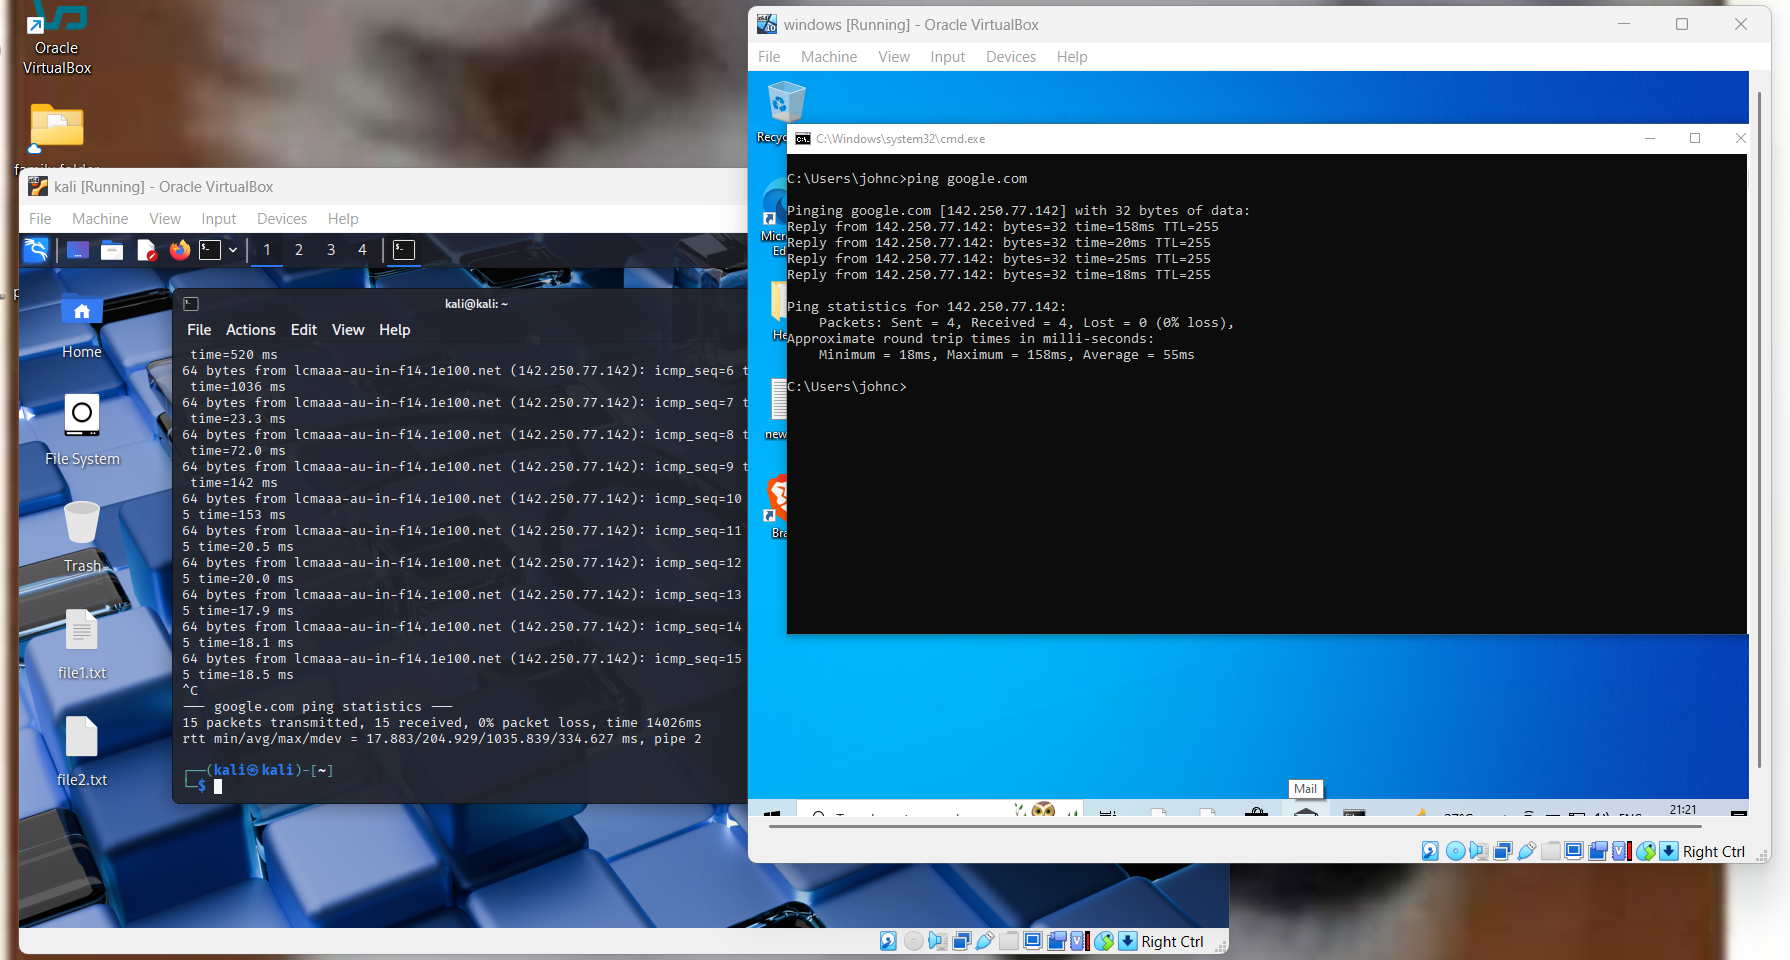 Oracle
VirtualBox
kali [Running] - Oracle VirtualBox
File Machine View Input Devices Help
1 2 3 4
Home
File System
Trash
file1.txt
file2.txt
kali@kali: ~
File Actions Edit View Help
time=520 ms
64 bytes from lcmaaa-au-in-f14.1e100.net (142.250.77.142): icmp_seq=6 t
time=1036 ms
64 bytes from lcmaaa-au-in-f14.1e100.net (142.250.77.142): icmp_seq=7 t
time=23.3 ms
64 bytes from lcmaaa-au-in-f14.1e100.net (142.250.77.142): icmp_seq=8 t
time=72.0 ms
64 bytes from lcmaaa-au-in-f14.1e100.net (142.250.77.142): icmp_seq=9 t
time=142 ms
64 bytes from lcmaaa-au-in-f14.1e100.net (142.250.77.142): icmp_seq=10
5 time=153 ms
64 bytes from lcmaaa-au-in-f14.1e100.net (142.250.77.142): icmp_seq=11
5 time=20.5 ms
64 bytes from lcmaaa-au-in-f14.1e100.net (142.250.77.142): icmp_seq=12
5 time=20.0 ms
64 bytes from lcmaaa-au-in-f14.1e100.net (142.250.77.142): icmp_seq=13
5 time=17.9 ms
64 bytes from lcmaaa-au-in-f14.1e100.net (142.250.77.142): icmp_seq=14
5 time=18.1 ms
64 bytes from lcmaaa-au-in-f14.1e100.net (142.250.77.142): icmp_seq=15
5 time=18.5 ms
^C
--- google.com ping statistics ---
15 packets transmitted, 15 received, 0% packet loss, time 14026ms
rtt min/avg/max/mdev = 17.883/204.929/1035.839/334.627 ms, pipe 2
┌──(kali㉿kali)-[~]
└─$
Right Ctrl
windows [Running] - Oracle VirtualBox
File Machine View Input Devices Help
Recyc
Micr
Ed
He
new
Bra
C:\Windows\system32\cmd.exe
C:\Users\johnc>ping google.com
Pinging google.com [142.250.77.142] with 32 bytes of data:
Reply from 142.250.77.142: bytes=32 time=158ms TTL=255
Reply from 142.250.77.142: bytes=32 time=20ms TTL=255
Reply from 142.250.77.142: bytes=32 time=25ms TTL=255
Reply from 142.250.77.142: bytes=32 time=18ms TTL=255
Ping statistics for 142.250.77.142:
Packets: Sent = 4, Received = 4, Lost = 0 (0% loss),
Approximate round trip times in milli-seconds:
Minimum = 18ms, Maximum = 158ms, Average = 55ms
C:\Users\johnc>
Mail
21:21
Right Ctrl